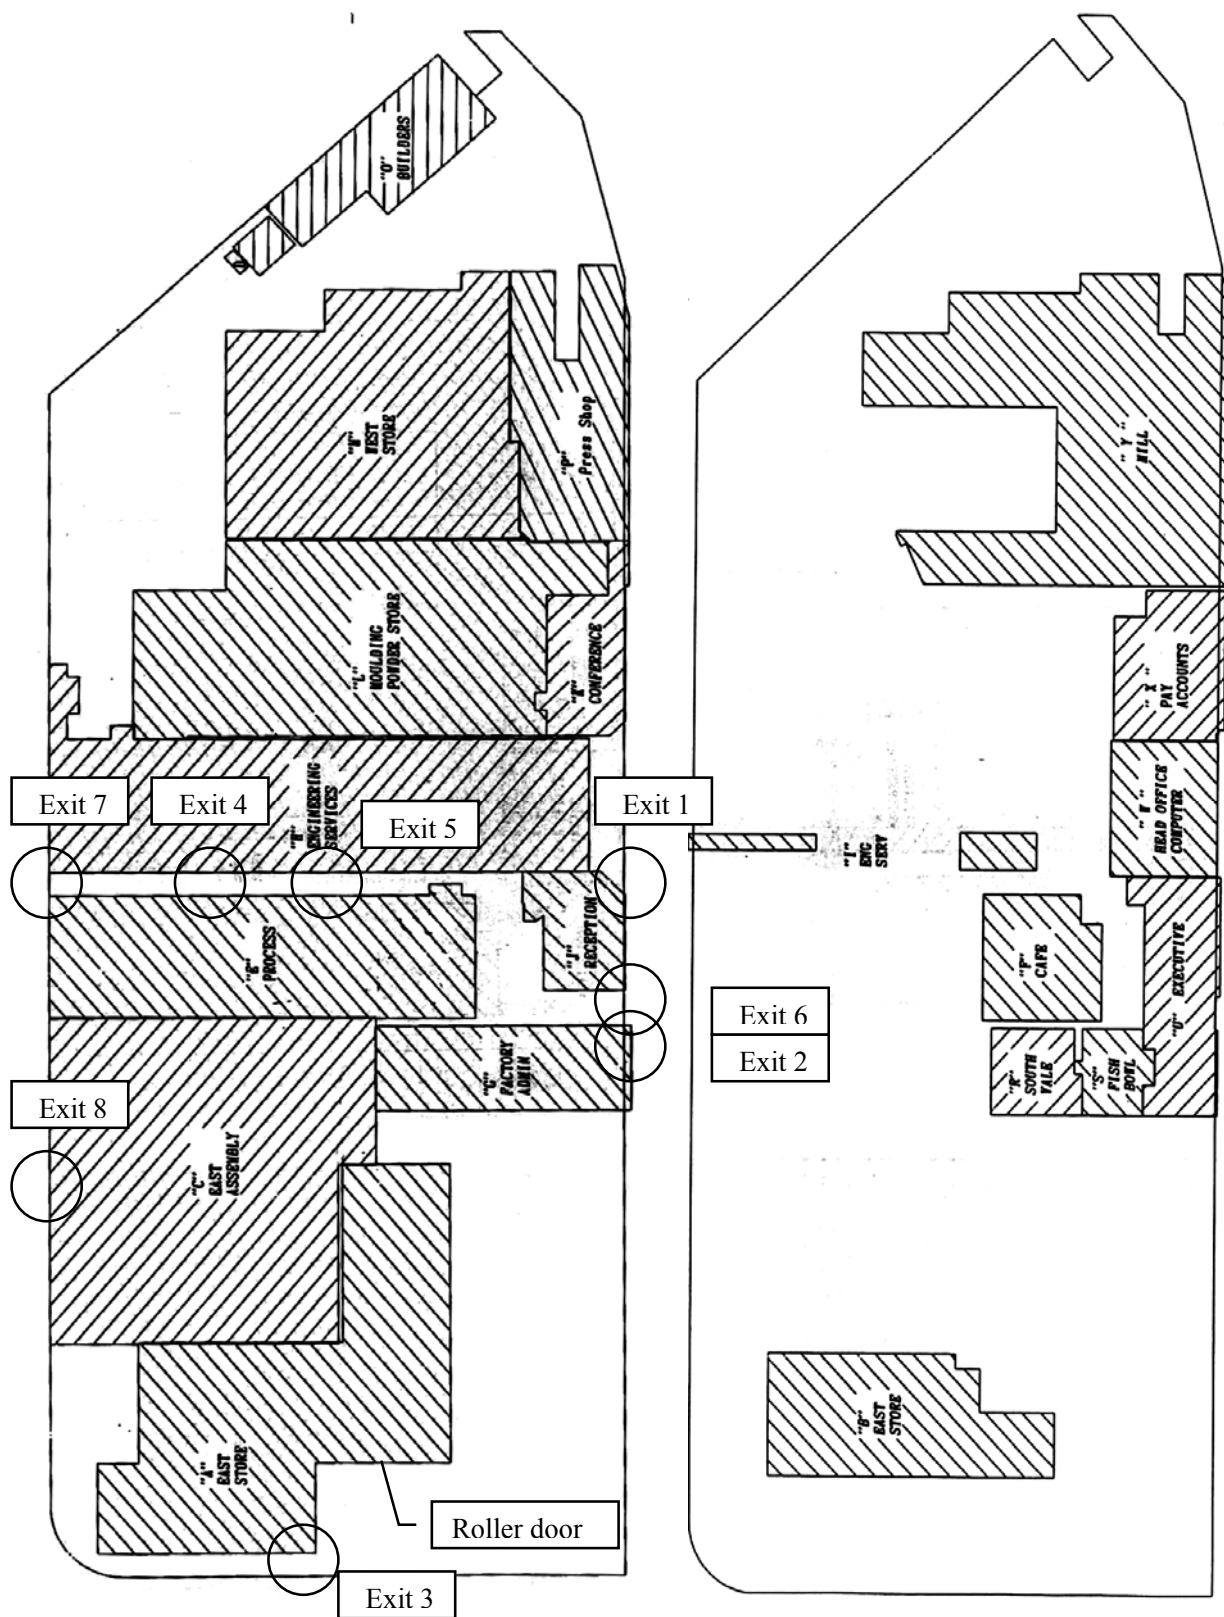 "O"
BUILDERS
"P"
Press Shop
"Y"
MILL
WEST
STORE
"L"
MOULDING
POWDER STORE
"K"
CONFERENCE
"X"
PAY
ACCOUNTS
Exit 7
Exit 4
"H"
ENGINEERING
SERVICES
Exit 5
Exit 1
"I"
ENG
SERV
"W"
HEAD OFFICE
COMPUTER
"E"
PROCESS
"J"
RECEPTION
"F"
CAFE
"U" EXECUTIVE
Exit 6
Exit 2
"G"
FACTORY
ADMIN
"R"
SOUTH
VALE
"S"
FISH
BOWL
Exit 8
"C"
EAST
ASSEMBLY
"B"
EAST
STORE
"A"
EAST
STORE
Roller door
Exit 3